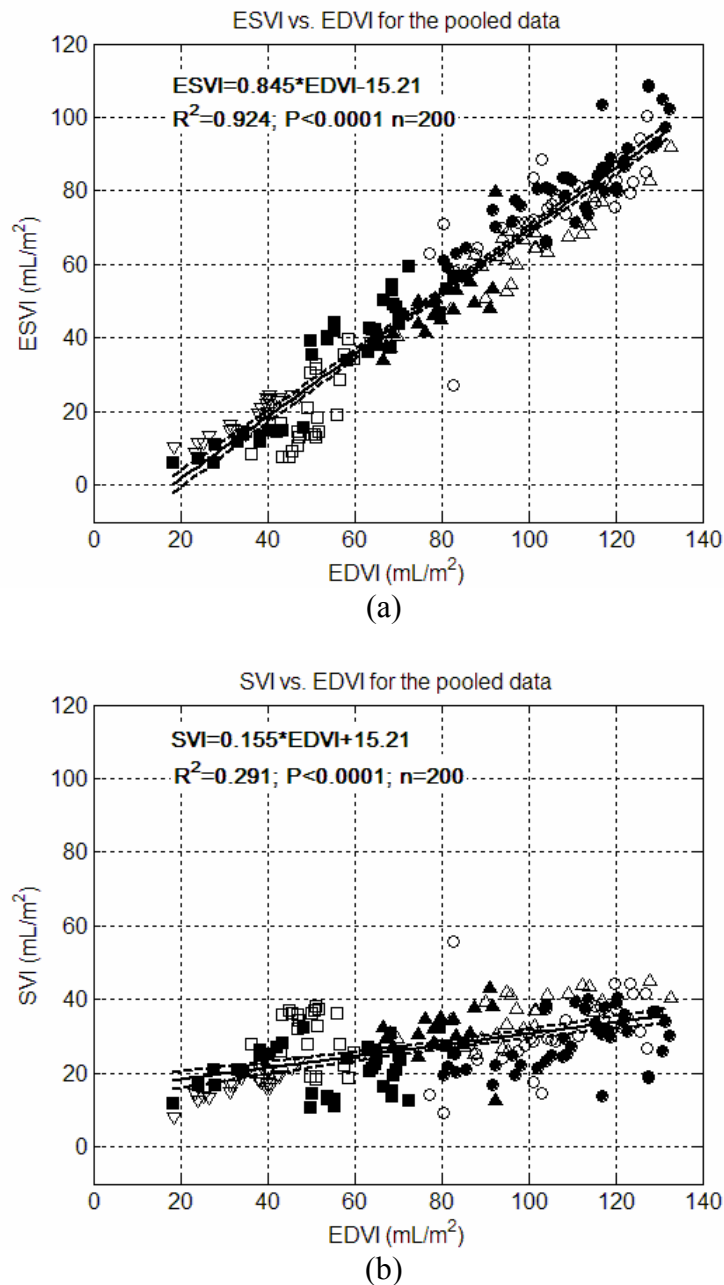 ESVI vs. EDVI for the pooled data
ESVI=0.845*EDVI-15.21
R²=0.924; P<0.0001 n=200
120
100
80
60
40
20
0
ESVI (mL/m²)
0 20 40 60 80 100 120 140
EDVI (mL/m²)
(a)
SVI vs. EDVI for the pooled data
SVI=0.155*EDVI+15.21
R²=0.291; P<0.0001; n=200
120
100
80
60
40
20
0
SVI (mL/m²)
0 20 40 60 80 100 120 140
EDVI (mL/m²)
(b)